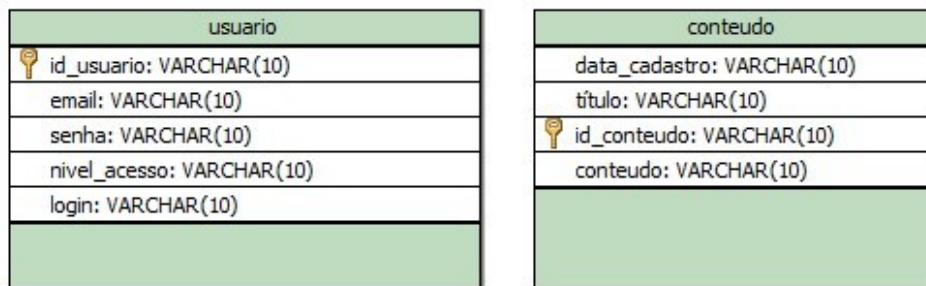 usuario
id_usuario: VARCHAR(10)
email: VARCHAR(10)
senha: VARCHAR(10)
nivel_acesso: VARCHAR(10)
login: VARCHAR(10)
conteudo
data_cadastro: VARCHAR(10)
título: VARCHAR(10)
id_conteudo: VARCHAR(10)
conteudo: VARCHAR(10)